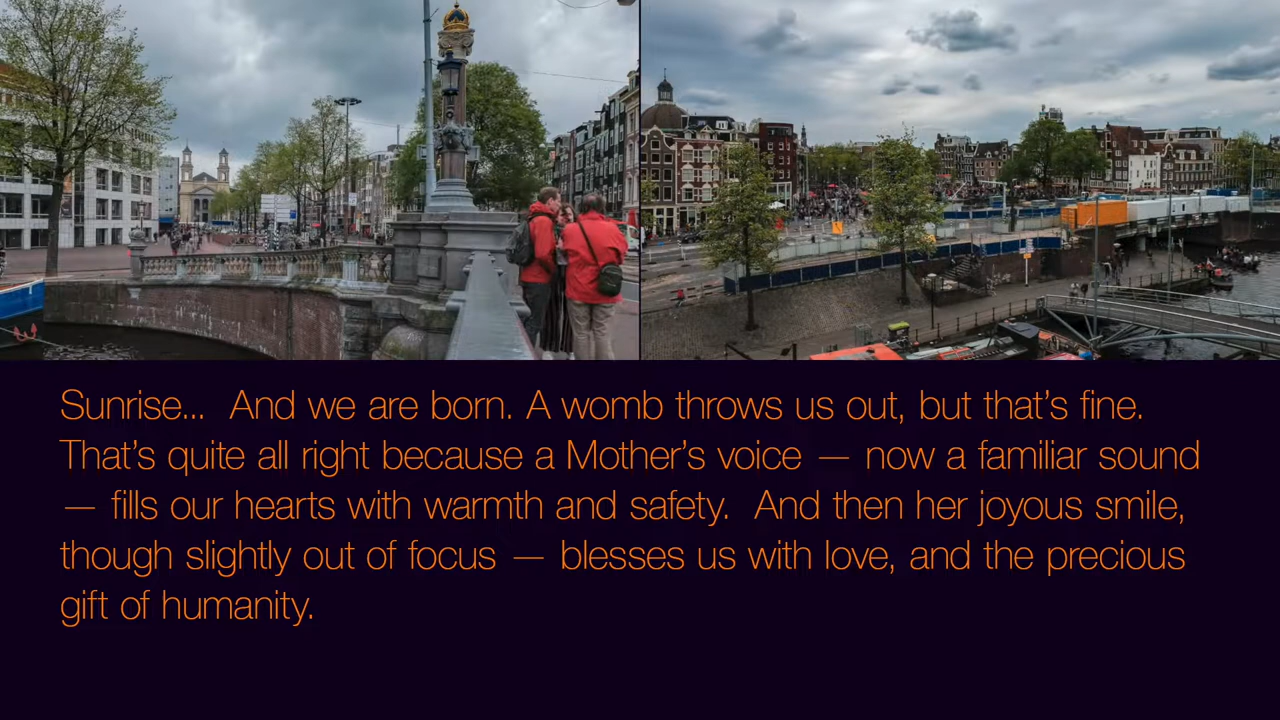 Sunrise...  And we are born. A womb throws us out, but that’s fine.
That’s quite all right because a Mother’s voice — now a familiar sound
— fills our hearts with warmth and safety.  And then her joyous smile,
though slightly out of focus — blesses us with love, and the precious
gift of humanity.